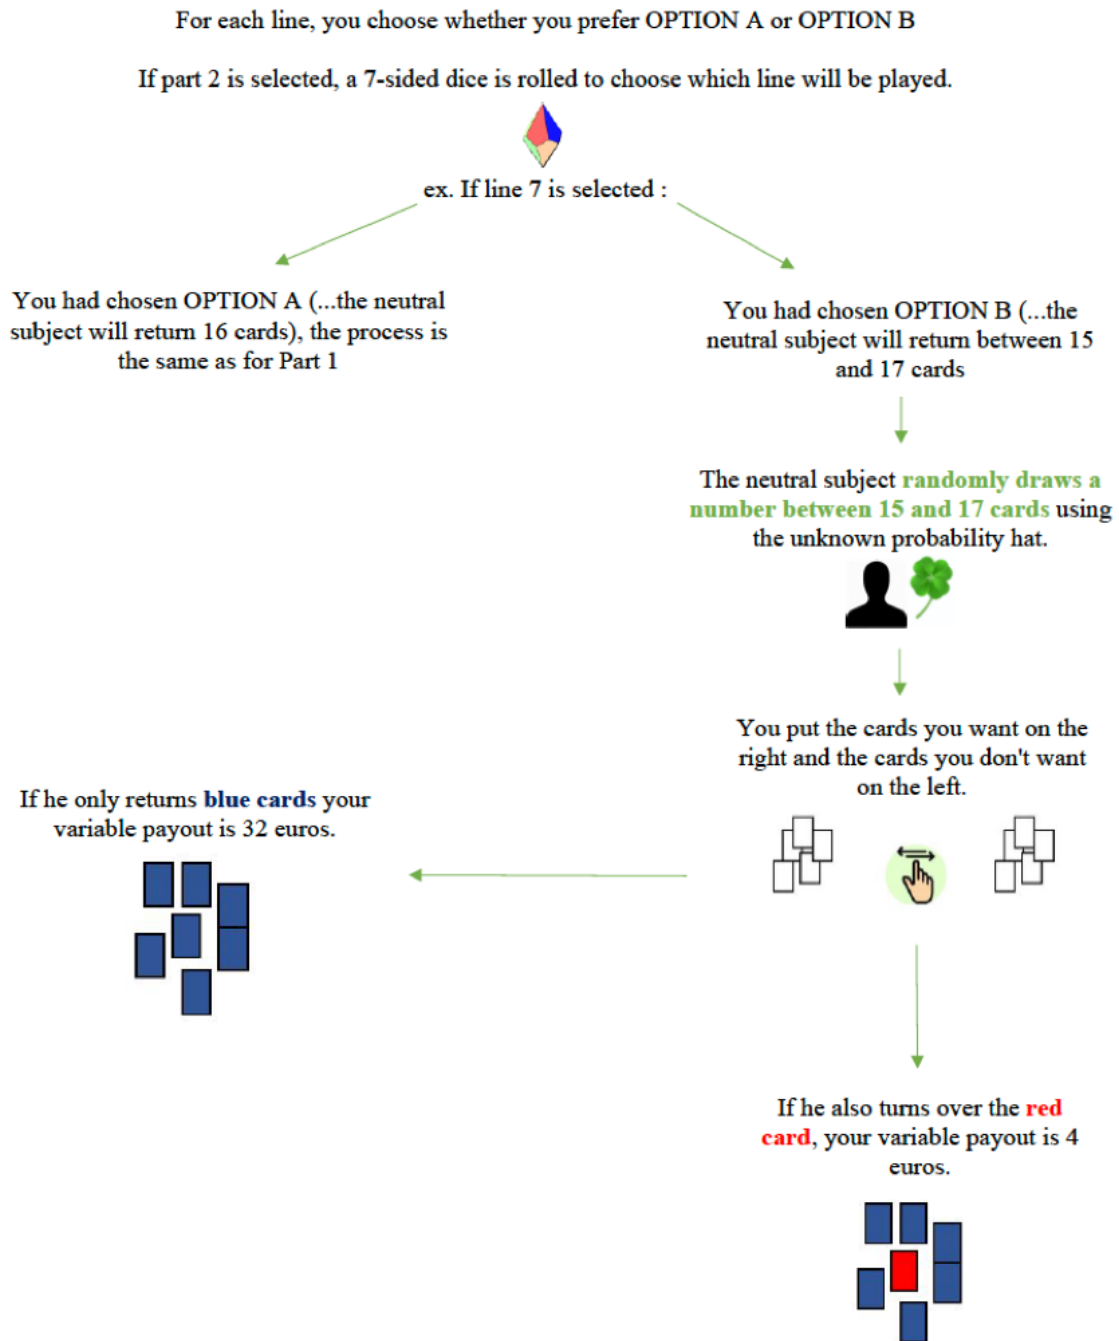 For each line, you choose whether you prefer OPTION A or OPTION B
If part 2 is selected, a 7-sided dice is rolled to choose which line will be played.
ex. If line 7 is selected :
You had chosen OPTION A (...the neutral
subject will return 16 cards), the process is
the same as for Part 1
You had chosen OPTION B (...the
neutral subject will return between 15
and 17 cards
The neutral subject randomly draws a
number between 15 and 17 cards using
the unknown probability hat.
You put the cards you want on the
right and the cards you don't want
on the left.
If he only returns blue cards your
variable payout is 32 euros.
If he also turns over the red
card, your variable payout is 4
euros.